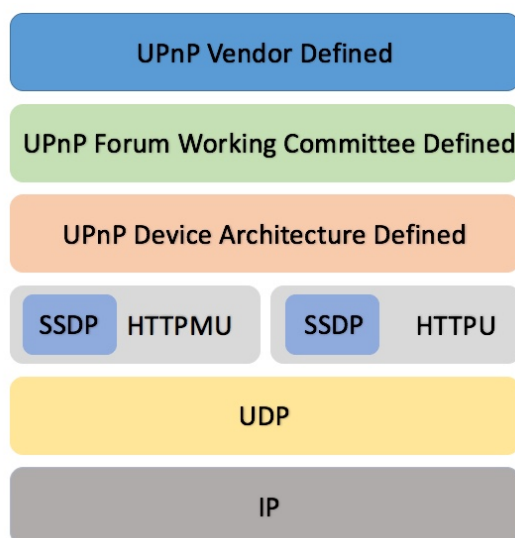 UPnP Vendor Defined
UPnP Forum Working Committee Defined
UPnP Device Architecture Defined
SSDP HTTPMU SSDP HTTPU
UDP
IP